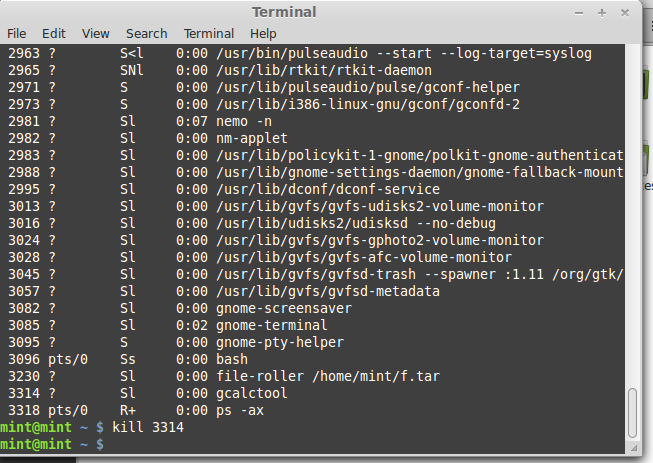 Terminal
File Edit View Search Terminal Help
2963 ? S<l 0:00 /usr/bin/pulseaudio --start --log-target=syslog
2965 ? SNl 0:00 /usr/lib/rtkit/rtkit-daemon
2971 ? S 0:00 /usr/lib/pulseaudio/pulse/gconf-helper
2973 ? S 0:00 /usr/lib/i386-linux-gnu/gconf/gconfd-2
2981 ? Sl 0:07 nemo -n
2982 ? Sl 0:00 nm-applet
2983 ? Sl 0:00 /usr/lib/policykit-1-gnome/polkit-gnome-authenticat
2988 ? Sl 0:00 /usr/lib/gnome-settings-daemon/gnome-fallback-mount
2995 ? Sl 0:00 /usr/lib/dconf/dconf-service
3013 ? Sl 0:00 /usr/lib/gvfs/gvfs-udisks2-volume-monitor
3016 ? Sl 0:00 /usr/lib/udisks2/udisksd --no-debug
3024 ? Sl 0:00 /usr/lib/gvfs/gvfs-gphoto2-volume-monitor
3028 ? Sl 0:00 /usr/lib/gvfs/gvfs-afc-volume-monitor
3045 ? Sl 0:00 /usr/lib/gvfs/gvfsd-trash --spawner :1.11 /org/gtk/
3057 ? Sl 0:00 /usr/lib/gvfs/gvfsd-metadata
3082 ? Sl 0:00 gnome-screensaver
3085 ? Sl 0:02 gnome-terminal
3095 ? S 0:00 gnome-pty-helper
3096 pts/0 Ss 0:00 bash
3230 ? Sl 0:00 file-roller /home/mint/f.tar
3314 ? Sl 0:00 gcalctool
3318 pts/0 R+ 0:00 ps -ax
mint@mint ~ $ kill 3314
mint@mint ~ $